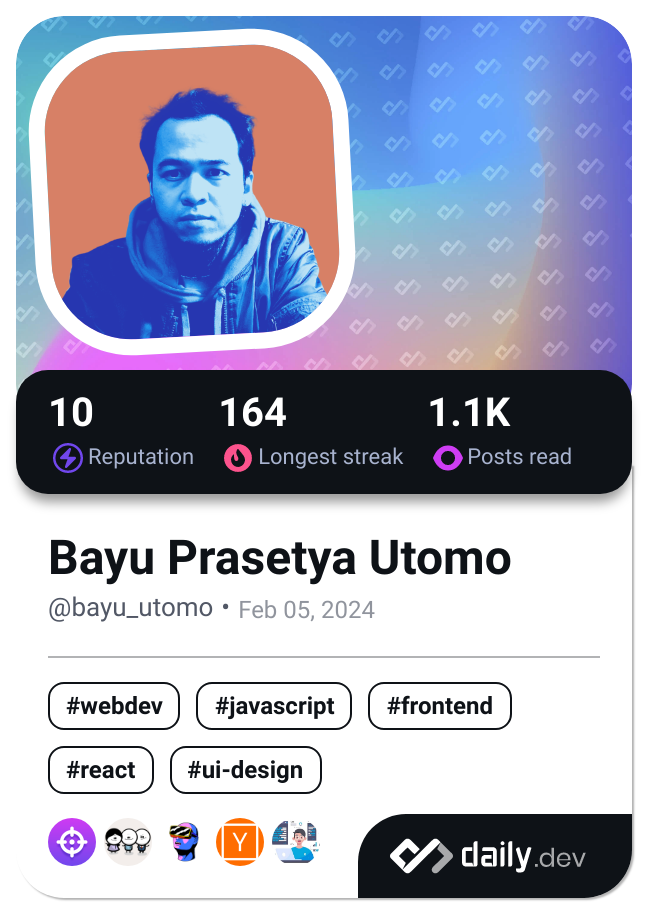 10 164 1.1K
Reputation Longest streak Posts read
Bayu Prasetya Utomo
@bayu_utomo • Feb 05, 2024
#webdev #javascript #frontend
#react #ui-design
Y
daily.dev